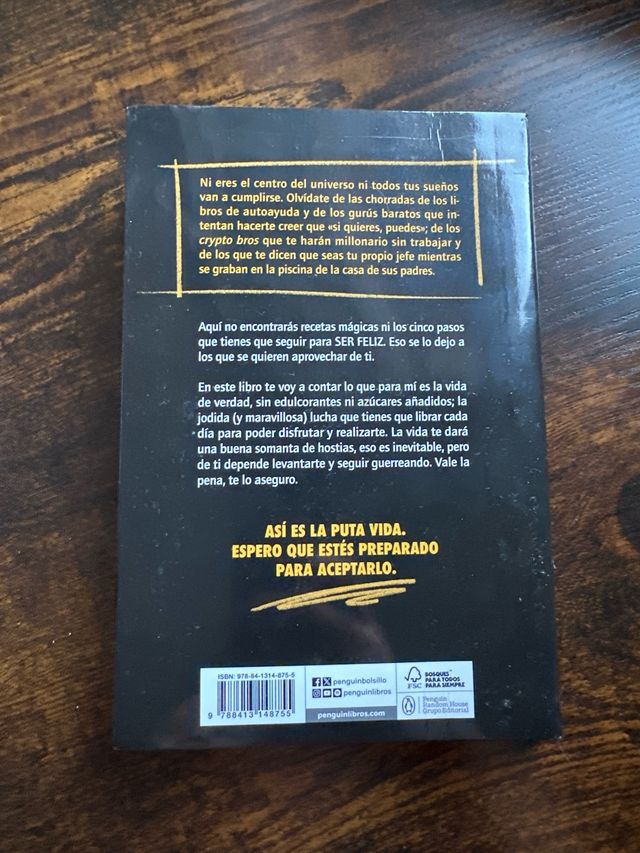 Ni eres el centro del universo ni todos tus sueños
van a cumplirse. Olvídate de las chorradas de los li-
bros de autoayuda y de los gurús baratos que in-
tentan hacerte creer que «si quieres, puedes»; de los
crypto bros que te harán millonario sin trabajar y
de los que te dicen que seas tu propio jefe mientras
se graban en la piscina de la casa de sus padres.
Aquí no encontrarás recetas mágicas ni los cinco pasos
que tienes que seguir para SER FELIZ. Eso se lo dejo a
los que se quieren aprovechar de ti.
En este libro te voy a contar lo que para mí es la vida
de verdad, sin edulcorantes ni azúcares añadidos; la
jodida (y maravillosa) lucha que tienes que librar cada
día para poder disfrutar y realizarte. La vida te dará
una buena somanta de hostias, eso es inevitable, pero
de ti depende levantarte y seguir guerreando. Vale la
pena, te lo aseguro.
ASÍ ES LA PUTA VIDA.
ESPERO QUE ESTÉS PREPARADO
PARA ACEPTARLO.
ISBN: 978-84-1314-875-5
9 788413 148755
penguinbolsillo
penguinlibros
penguinlibros.com
FSC
BOSQUES
PARA TODOS
PARA SIEMPRE
Penguin
Random House
Grupo Editorial